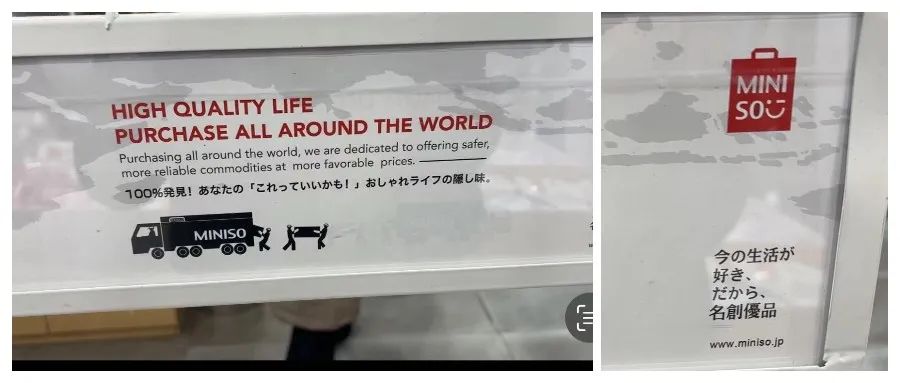 HIGH QUALITY LIFE
PURCHASE ALL AROUND THE WORLD
Purchasing all around the world, we are dedicated to offering safer,
more reliable commodities at more favorable prices.
100%発見！あなたの「これっていいかも！」おしゃれライフの隠し味。
MINISO
MINI
SO
今の生活が
好き、
だから、
名創優品
www.miniso.jp